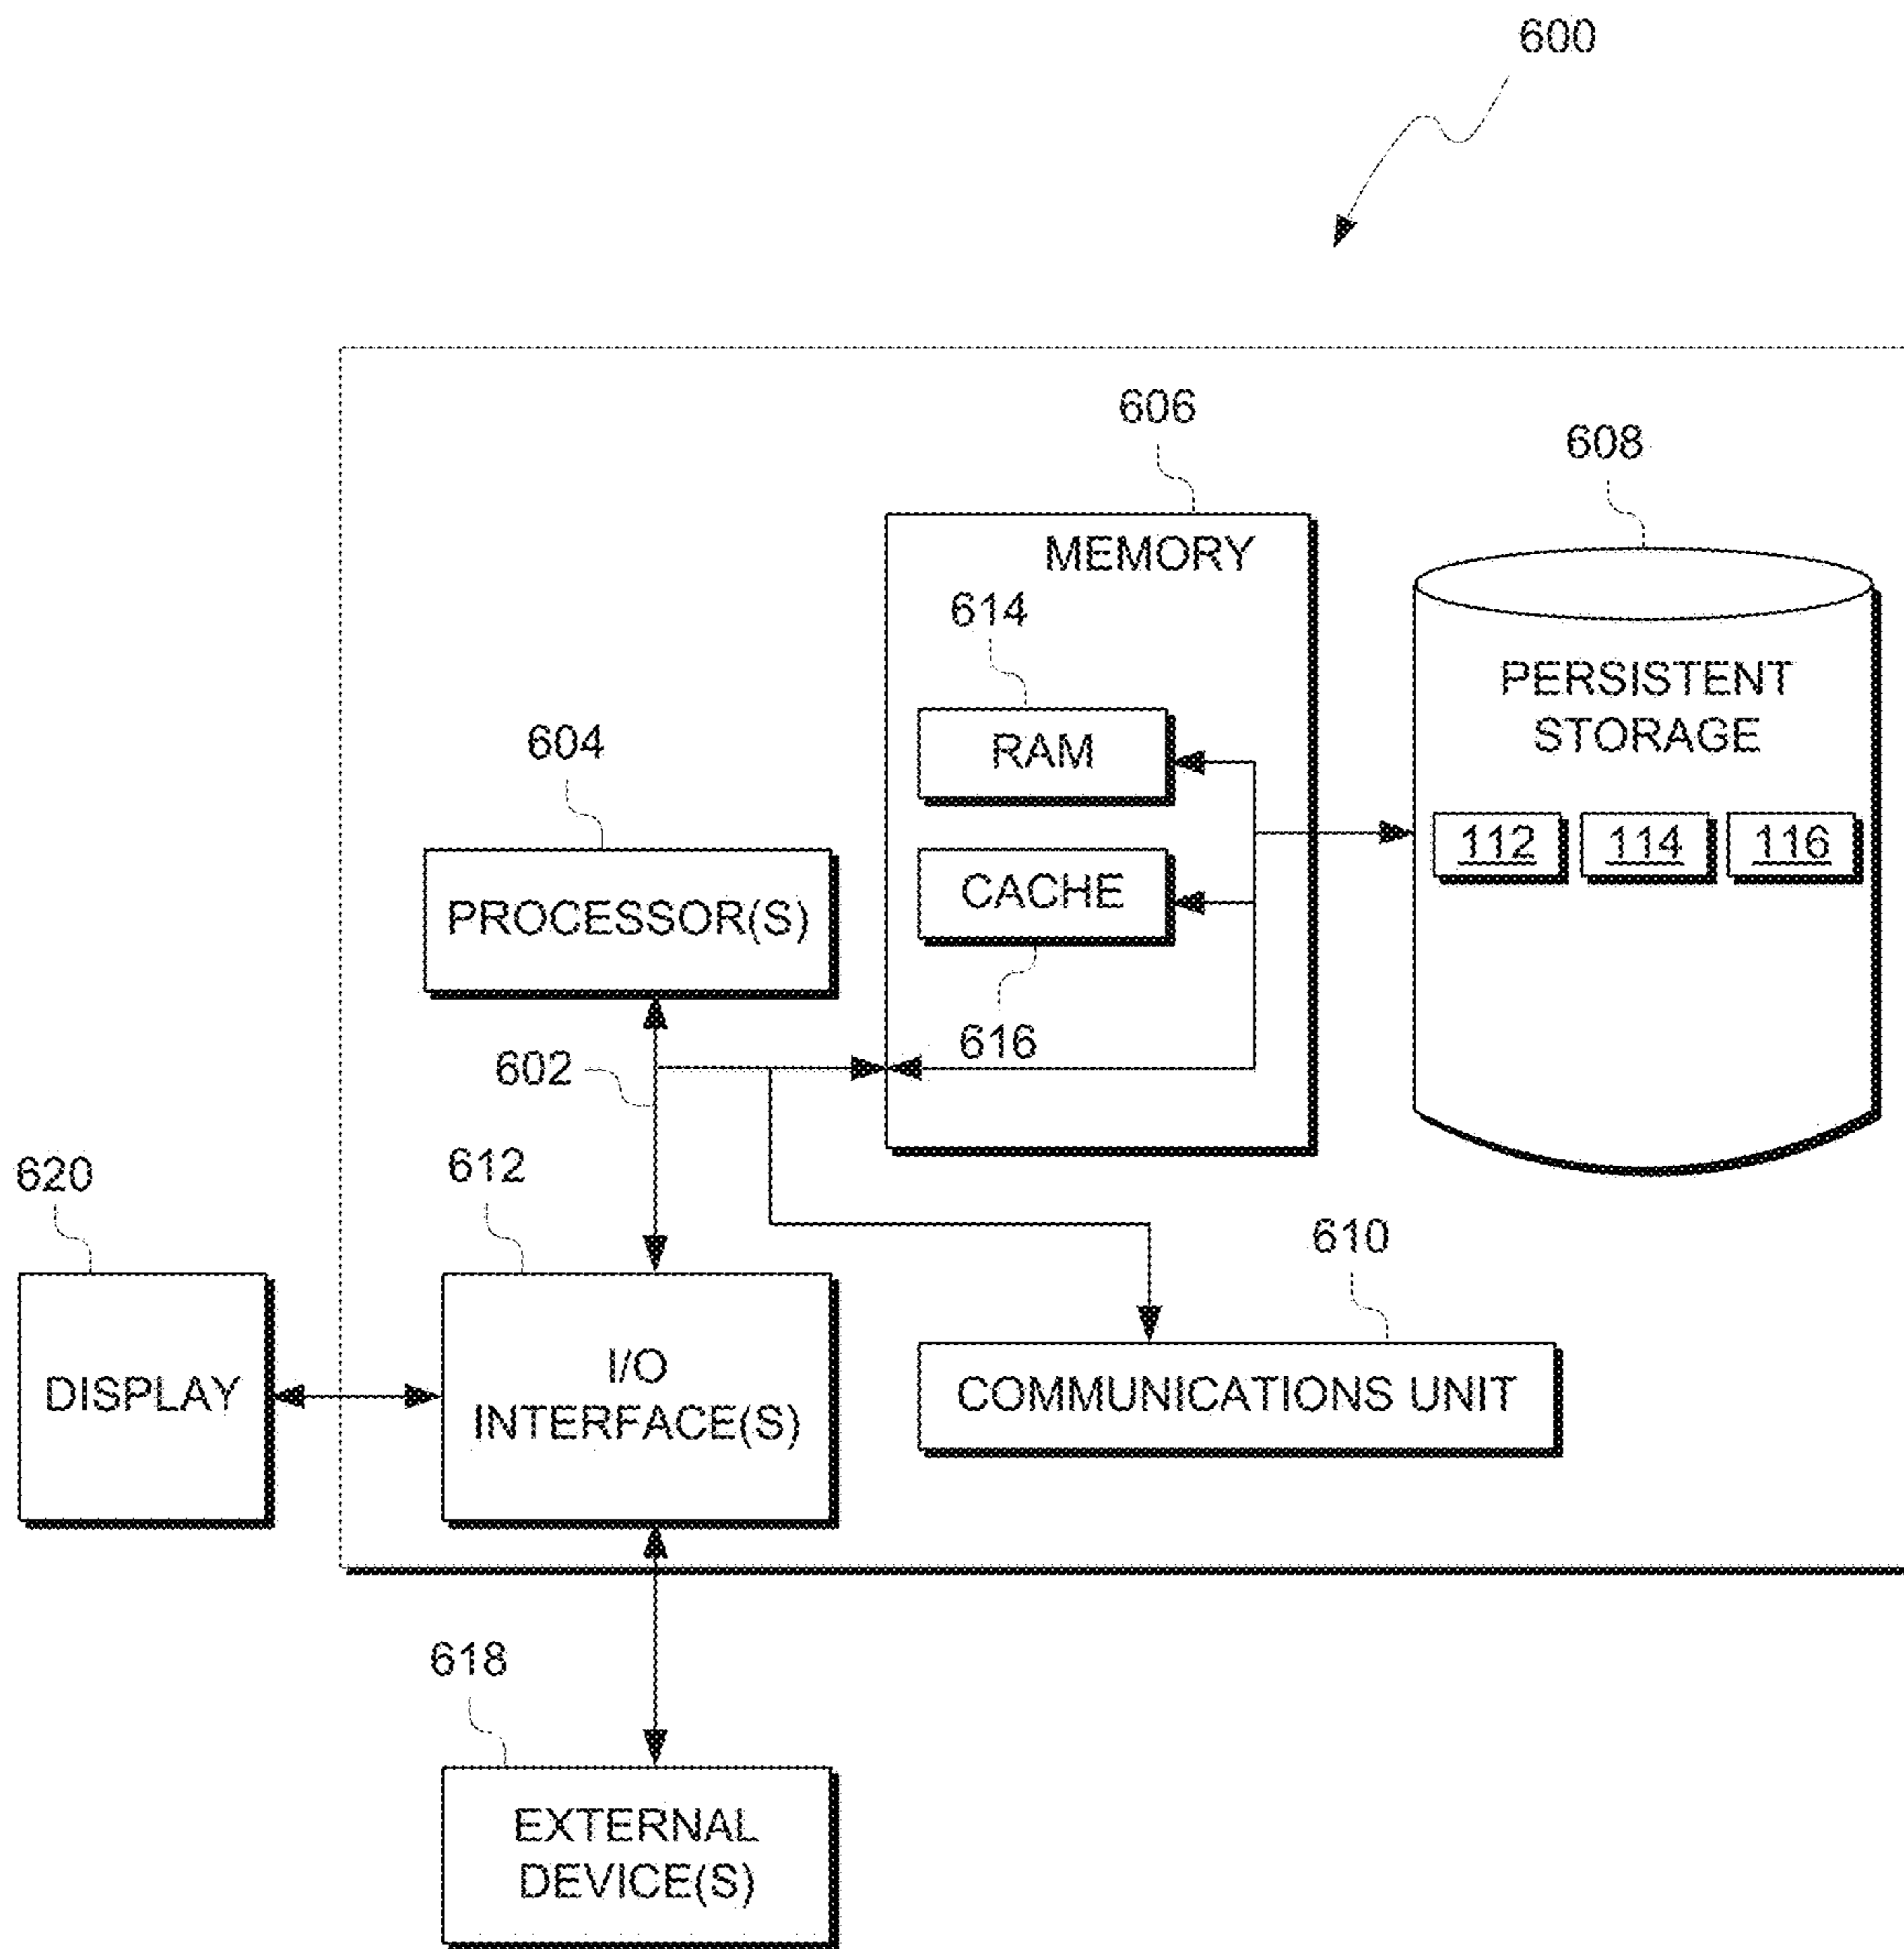 600
606
608
MEMORY
614
PERSISTENT
STORAGE
604
RAM
112 114 116
CACHE
PROCESSOR(S)
616
602
620
612
610
I/O
INTERFACE(S)
DISPLAY
COMMUNICATIONS UNIT
618
EXTERNAL
DEVICE(S)